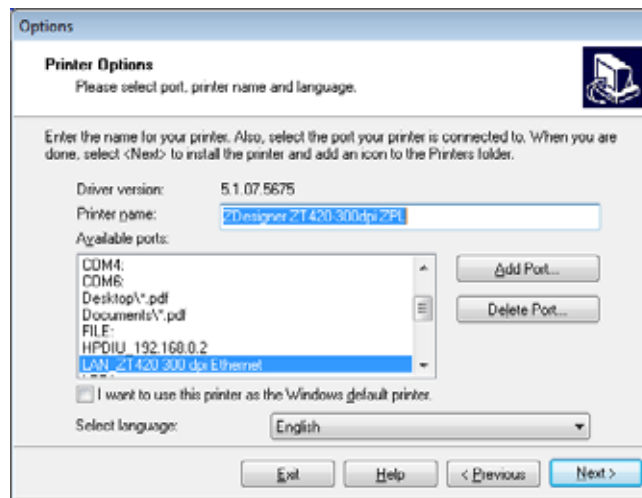 Options
Printer Options
Please select port, printer name and language.
Enter the name for your printer. Also, select the port your printer is connected to. When you are
done, select <Next> to install the printer and add an icon to the Printers folder.
Driver version: 5.1.07.5675
Printer name: ZDesigner ZT420-300dpi ZPL
Available ports:
COM4:
COM6:
Desktop\*.pdf
Documents\*.pdf
FILE:
HPDIU_192.168.0.2
LAN_ZT420 300 dpi Ethernet
Add Port...
Delete Port...
I want to use this printer as the Windows default printer.
Select language: English
Exit Help < Previous Next >